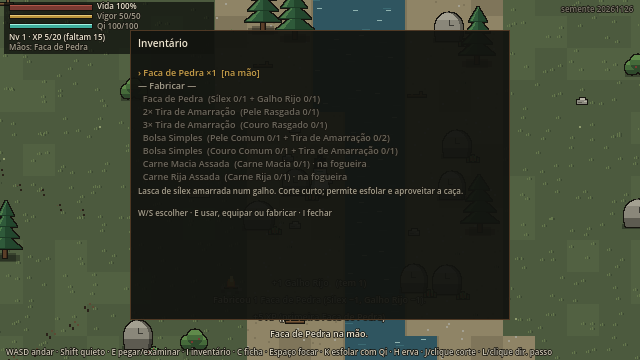 Vida 100%
Vigor 50/50
Qi 100/100
Nv 1 · XP 5/20 (faltam 15)
Mãos: Faca de Pedra
semente 20261126
Inventário
› Faca de Pedra ×1 [na mão]
— Fabricar —
Faca de Pedra (Sílex 0/1 + Galho Rijo 0/1)
2× Tira de Amarração (Pele Rasgada 0/1)
3× Tira de Amarração (Couro Rasgado 0/1)
Bolsa Simples (Pele Comum 0/1 + Tira de Amarração 0/2)
Bolsa Simples (Couro Comum 0/1 + Tira de Amarração 0/1)
Carne Macia Assada (Carne Macia 0/1) · na fogueira
Carne Rija Assada (Carne Rija 0/1) · na fogueira
Lasca de sílex amarrada num galho. Corte curto; permite esfolar e aproveitar a caça.
W/S escolher · E usar, equipar ou fabricar · I fechar
Faca de Pedra na mão.
WASD andar · Shift quieto · E pegar/examinar · I inventário · C ficha · Espaço focar · K esfolar com Qi · H erva · J/clique corte · L/clique dir. passo